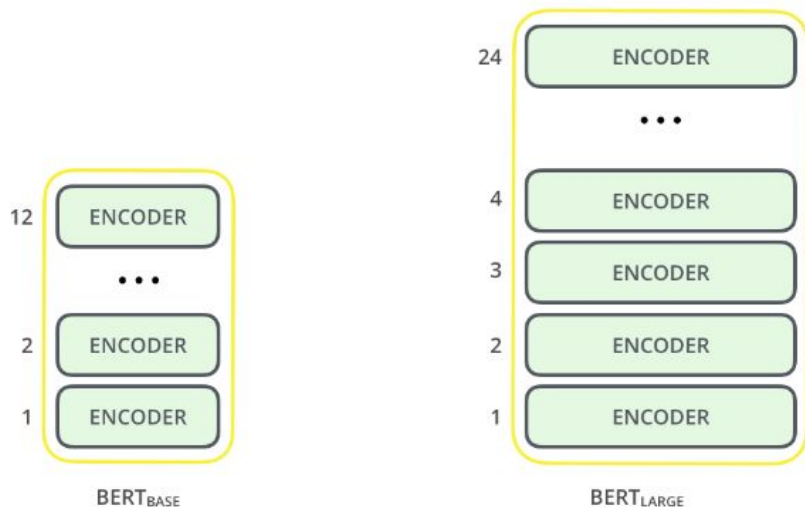 12
ENCODER
•••
2
ENCODER
1
ENCODER
BERTBASE
24
ENCODER
•••
4
ENCODER
3
ENCODER
2
ENCODER
1
ENCODER
BERTLARGE